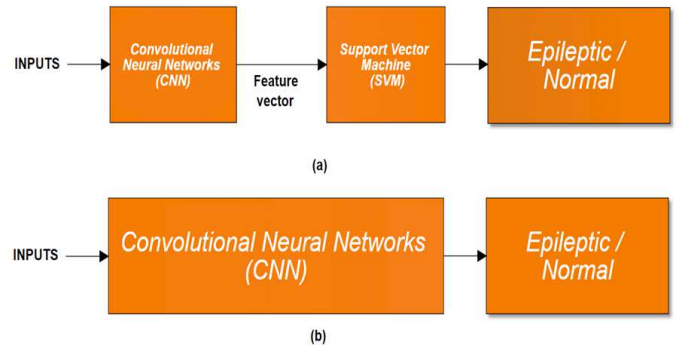 INPUTS
Convolutional
Neural Networks
(CNN)
Feature
vector
Support Vector
Machine
(SVM)
Epileptic /
Normal
(a)
INPUTS
Convolutional Neural Networks
(CNN)
Epileptic /
Normal
(b)